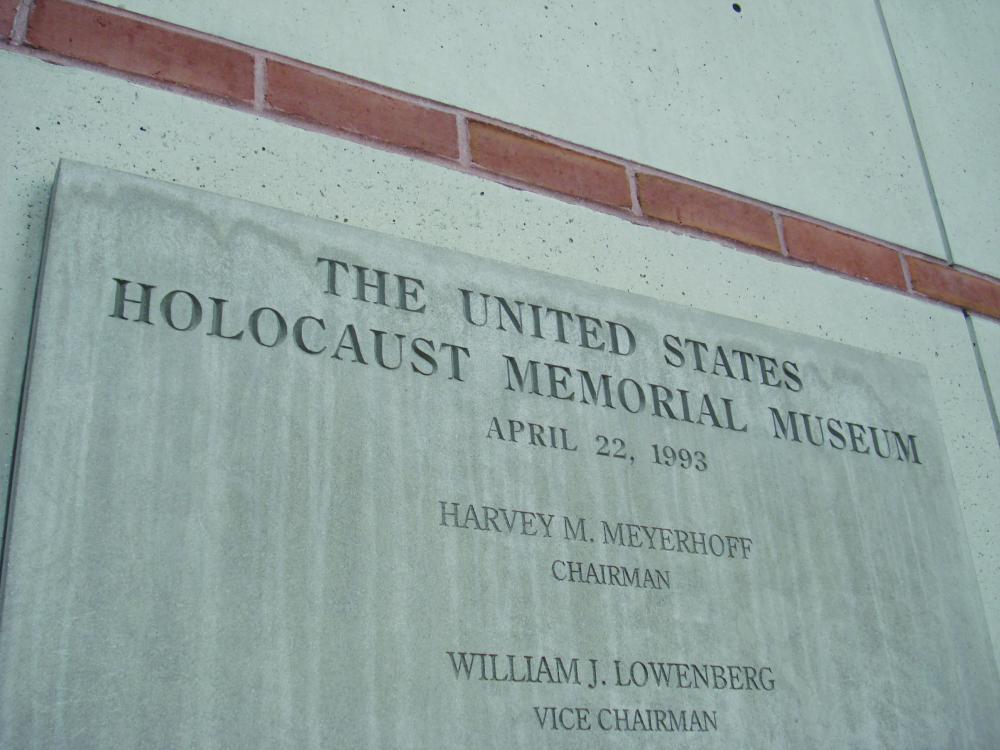 THE UNITED STATES
HOLOCAUST MEMORIAL MUSEUM
APRIL 22, 1993
HARVEY M. MEYERHOFF
CHAIRMAN
WILLIAM J. LOWENBERG
VICE CHAIRMAN